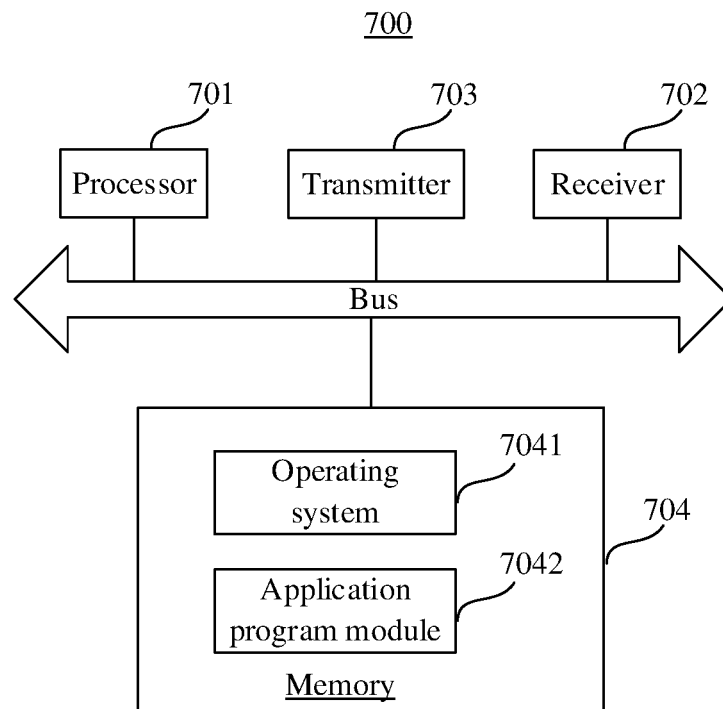 700
701
703
702
Processor
Transmitter
Receiver
Bus
7041
Operating
system
704
7042
Application
program module
Memory